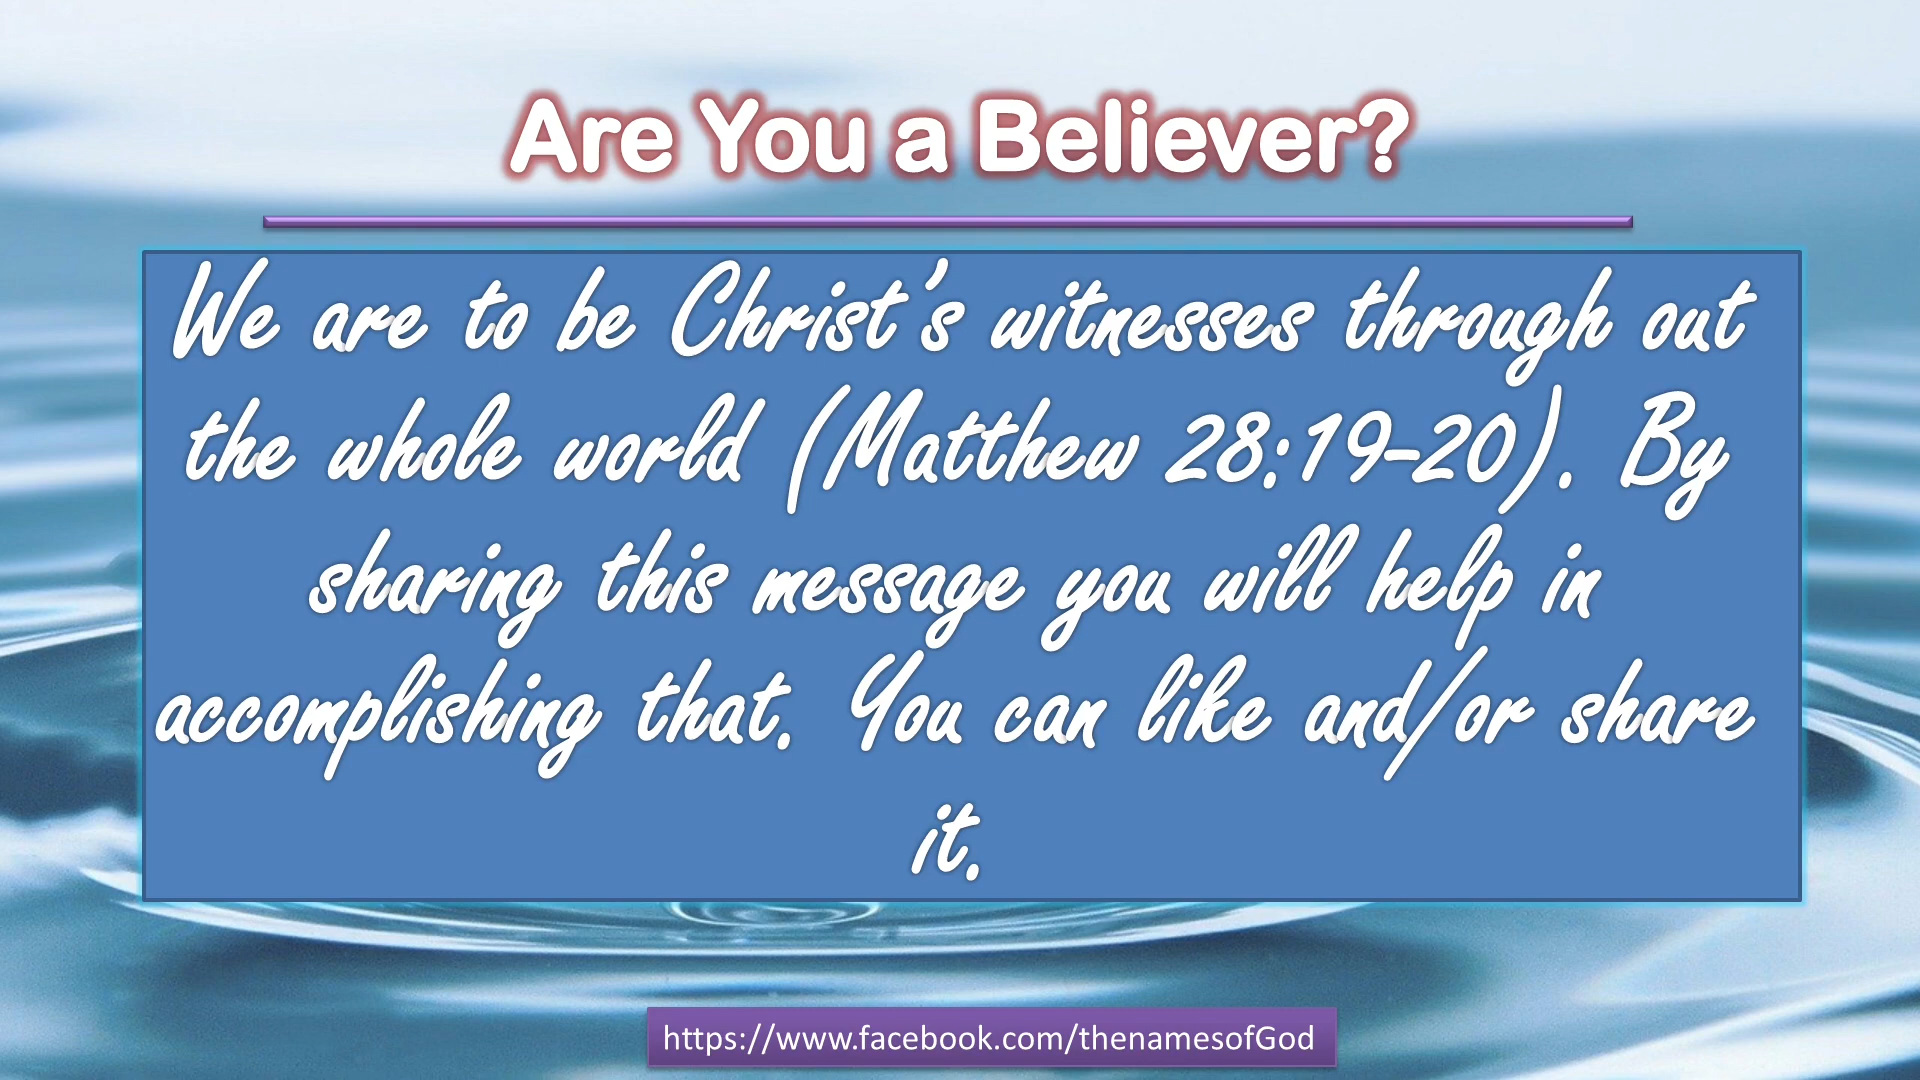 Are You a Believer?
We are to be Christ's witnesses through out
the whole world (Matthew 28:19-20). By
sharing this message you will help in
accomplishing that. You can like and/or share
it.
https://www.facebook.com/thenamesofGod